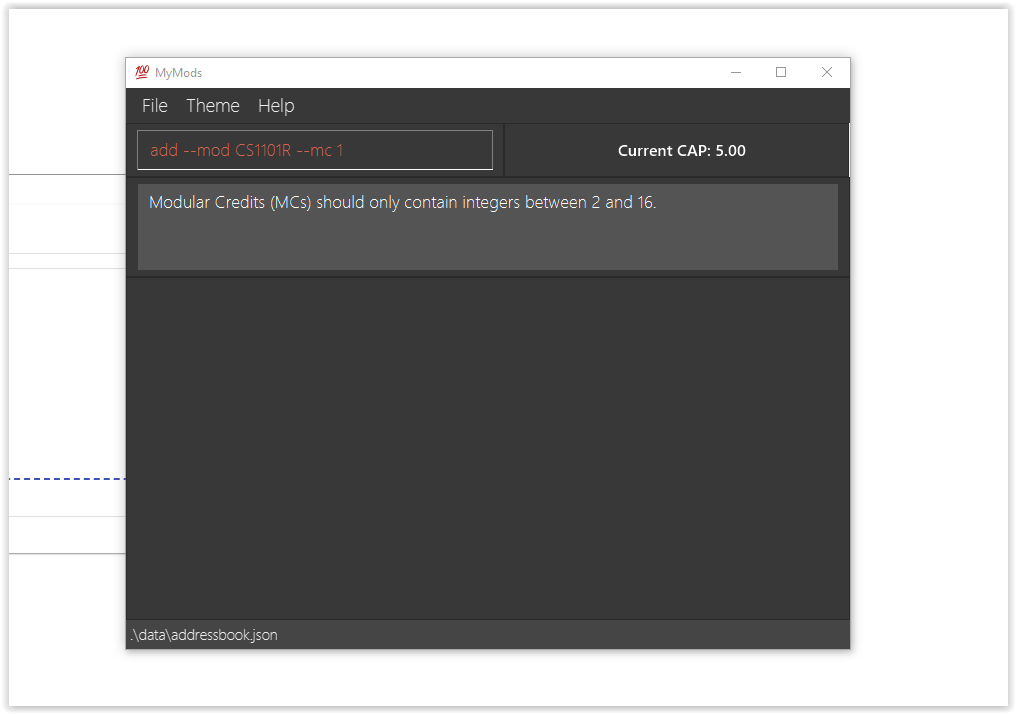 100 MyMods
File Theme Help
add --mod CS1101R --mc 1
Current CAP: 5.00
Modular Credits (MCs) should only contain integers between 2 and 16.
.\data\addressbook.json